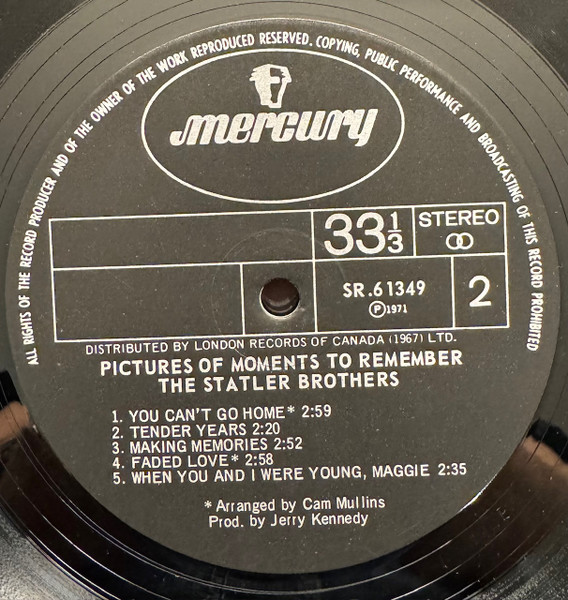 ALL RIGHTS OF THE RECORD PRODUCER AND OF THE OWNER OF THE WORK REPRODUCED RESERVED. COPYING, PUBLIC PERFORMANCE AND BROADCASTING OF THIS RECORD PROHIBITED
mercury
33 1/3 STEREO
SR.61349
℗1971
2
DISTRIBUTED BY LONDON RECORDS OF CANADA (1967) LTD.
PICTURES OF MOMENTS TO REMEMBER
THE STATLER BROTHERS
1. YOU CAN'T GO HOME* 2:59
2. TENDER YEARS 2:20
3. MAKING MEMORIES 2:52
4. FADED LOVE* 2:58
5. WHEN YOU AND I WERE YOUNG, MAGGIE 2:35
*Arranged by Cam Mullins
Prod. by Jerry Kennedy